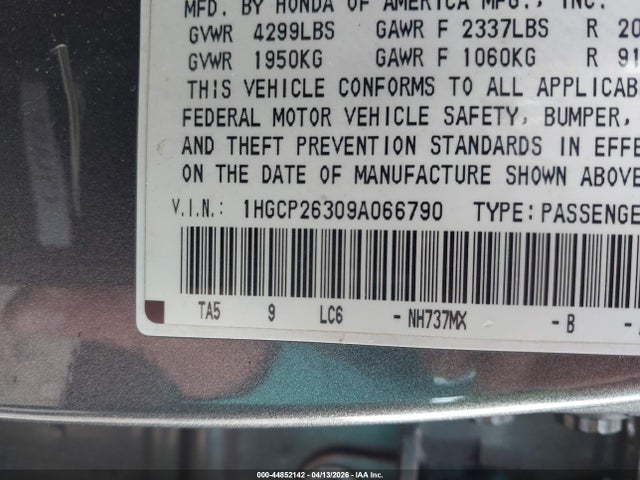 MFD. BY HONDA OF AMERICA MFG., INC.
GVWR 4299LBS GAWR F 2337LBS R 20
GVWR 1950KG GAWR F 1060KG R 91
THIS VEHICLE CONFORMS TO ALL APPLICAB
FEDERAL MOTOR VEHICLE SAFETY, BUMPER,
AND THEFT PREVENTION STANDARDS IN EFFE
ON THE DATE OF MANUFACTURE SHOWN ABOVE
V.I.N.: 1HGCP26309A066790 TYPE:PASSENGE
TA5 9 LC6 -NH737MX -B -
000-44852142 - 04/13/2026 - IAA Inc.